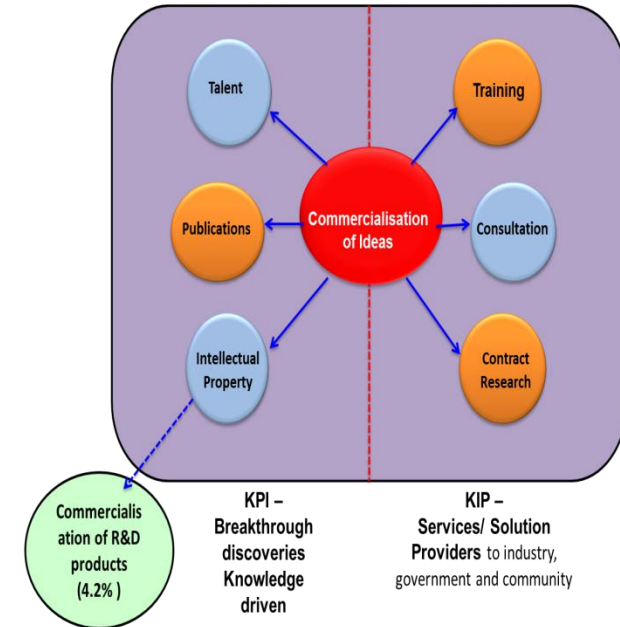 Talent
Training
Commercialisation
of Ideas
Publications
Consultation
Intellectual
Property
Contract
Research
Commercialis
ation of R&D
products
(4.2% )
KPI –
Breakthrough
discoveries
Knowledge
driven
KIP –
Services/ Solution
Providers to industry,
government and community